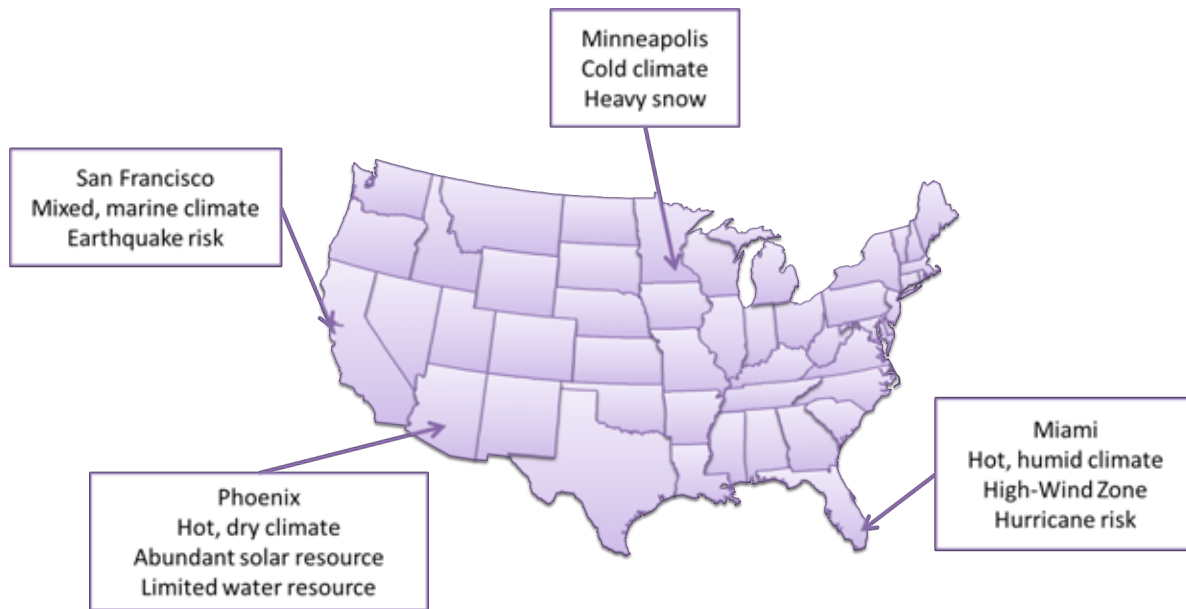 Minneapolis
Cold climate
Heavy snow
San Francisco
Mixed, marine climate
Earthquake risk
Phoenix
Hot, dry climate
Abundant solar resource
Limited water resource
Miami
Hot, humid climate
High-Wind Zone
Hurricane risk